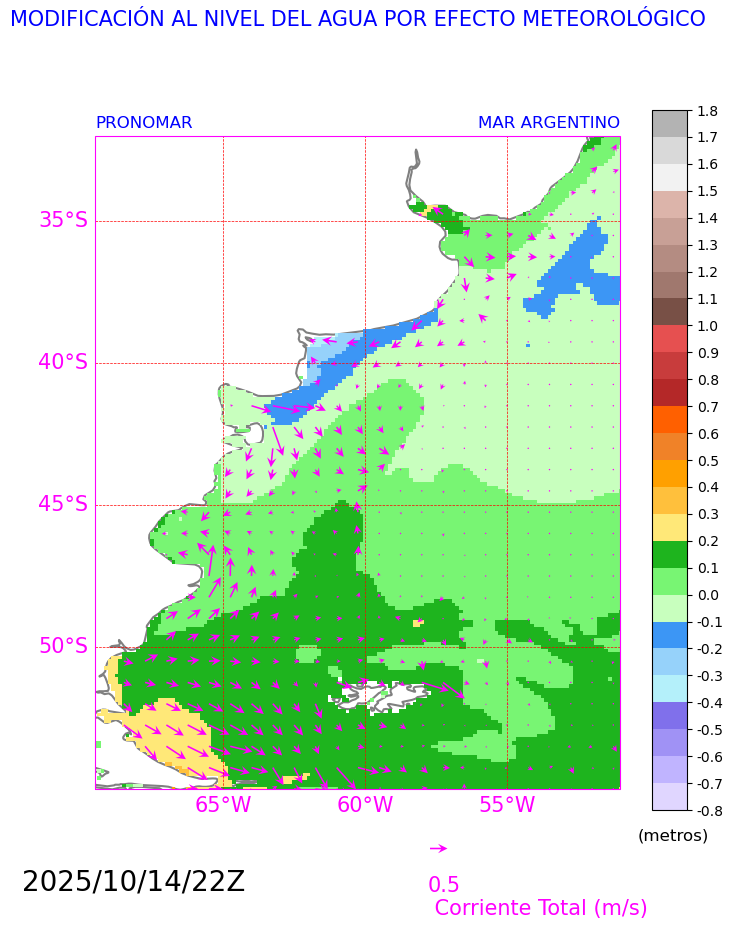 MODIFICACIÓN AL NIVEL DEL AGUA POR EFECTO METEOROLÓGICO
PRONOMAR
MAR ARGENTINO
35°S
40°S
45°S
50°S
65°W
60°W
55°W
1.8
1.7
1.6
1.5
1.4
1.3
1.2
1.1
1.0
0.9
0.8
0.7
0.6
0.5
0.4
0.3
0.2
0.1
0.0
-0.1
-0.2
-0.3
-0.4
-0.5
-0.6
-0.7
-0.8
(metros)
2025/10/14/22Z
0.5
Corriente Total (m/s)